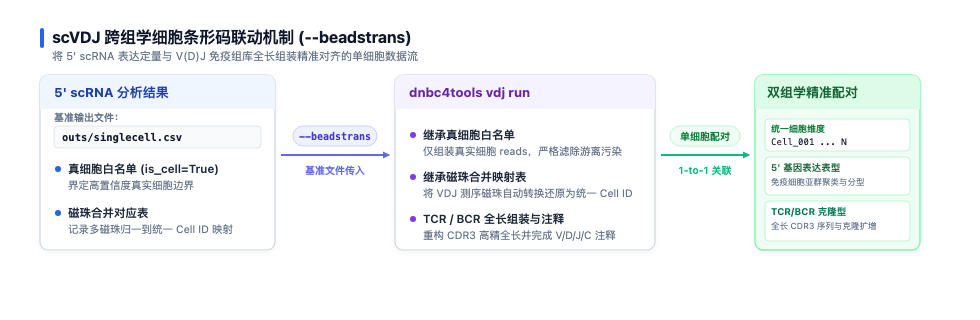 scVDJ 跨组学细胞条形码联动机制 (--beadstrans)
将 5' scRNA 表达定量与 V(D)J 免疫组库全长组装精准对齐的单细胞数据流
5' scRNA 分析结果
基准输出文件:
outs/singlecell.csv
真细胞白名单 (is_cell=True)
界定高置信度真实细胞边界
磁珠合并对应表
记录多磁珠归一到统一 Cell ID 映射
--beadstrans
基准文件传入
dnbc4tools vdj run
继承真细胞白名单
仅组装真实细胞 reads，严格滤除游离污染
继承磁珠合并映射表
将 VDJ 测序磁珠自动转换还原为统一 Cell ID
TCR / BCR 全长组装与注释
重构 CDR3 高精全长并完成 V/D/J/C 注释
单细胞配对
1-to-1 关联
双组学精准配对
统一细胞维度
Cell_001 ... N
5' 基因表达表型
免疫细胞亚群聚类与分型
TCR/BCR 克隆型
全长 CDR3 序列与克隆扩增